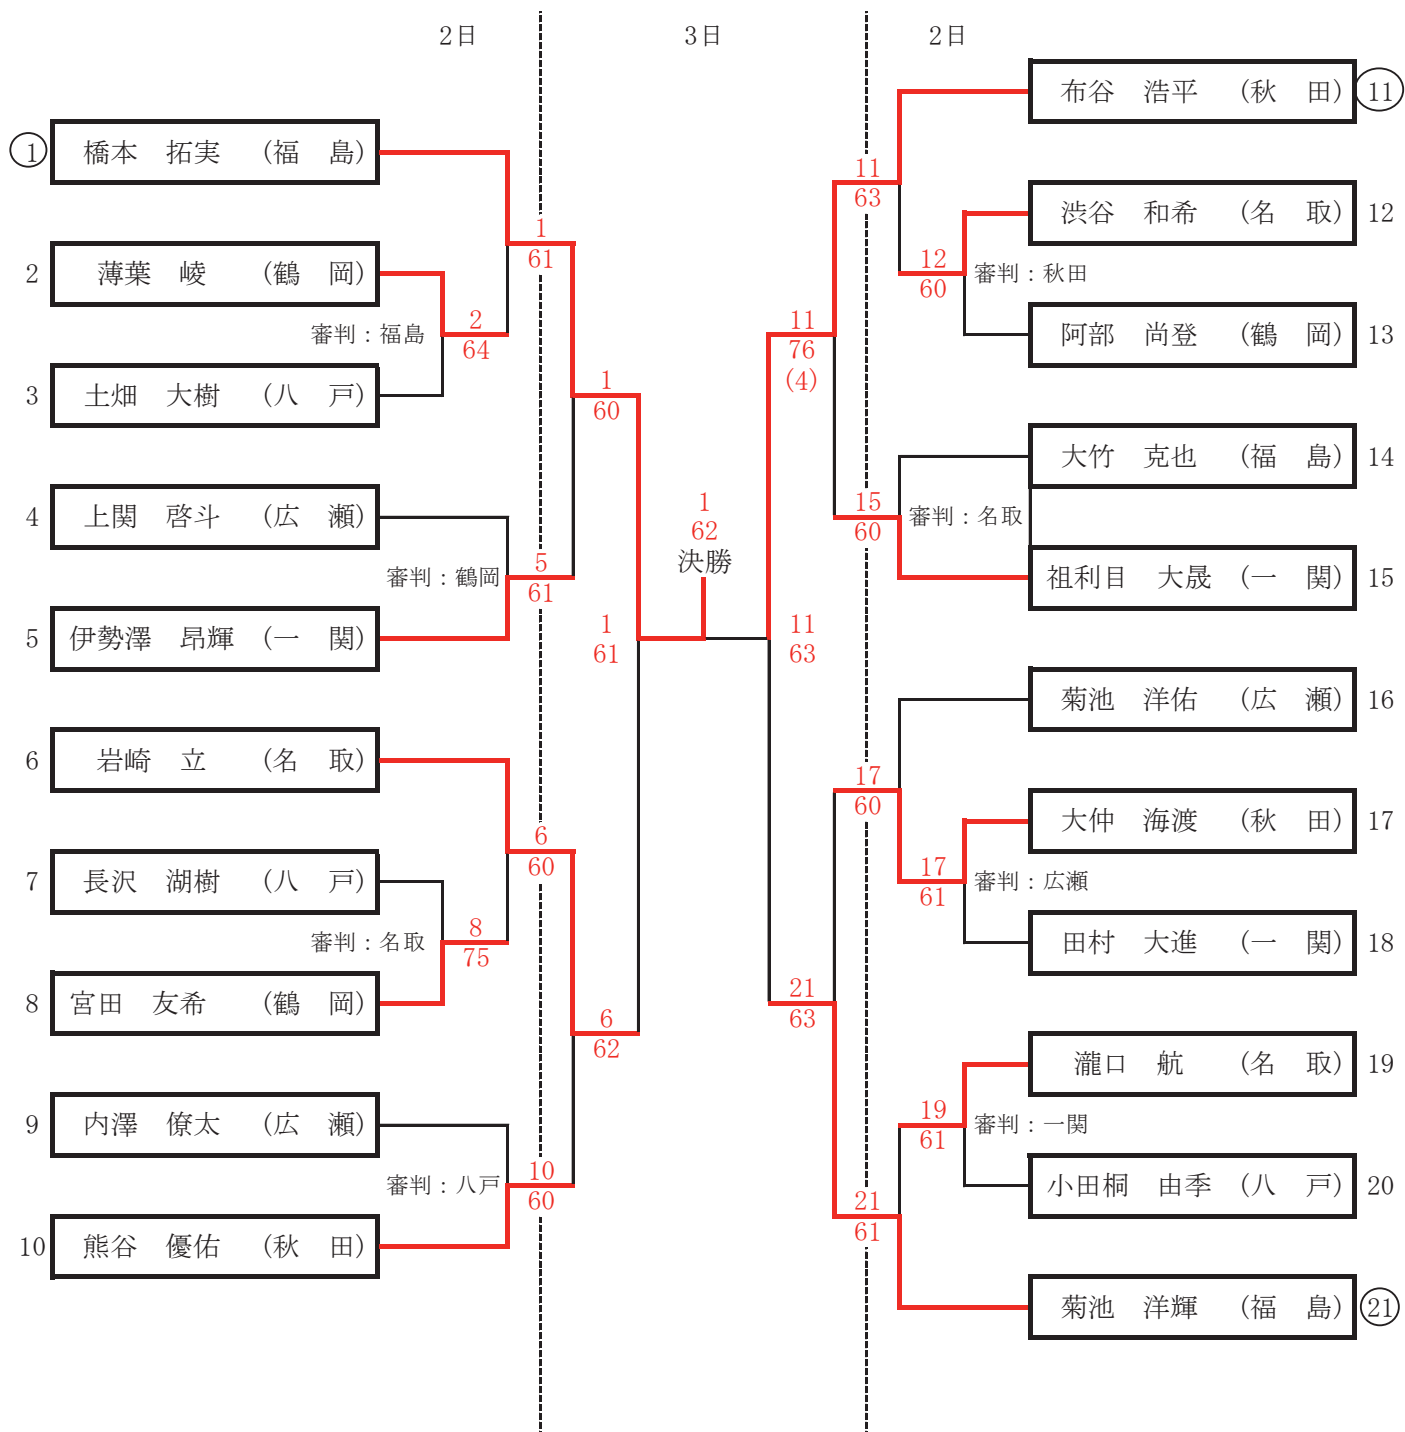 2日
3日
2日
1 橋本　拓実　(福　島)
2 薄葉　崚　(鶴　岡)
3 土畑　大樹　(八　戸)
4 上関　啓斗　(広　瀬)
5 伊勢澤　昂輝　(一　関)
6 岩崎　立　(名　取)
7 長沢　湖樹　(八　戸)
8 宮田　友希　(鶴　岡)
9 内澤　僚太　(広　瀬)
10 熊谷　優佑　(秋　田)
審判：福島
2
64
審判：鶴岡
審判：名取
8
75
審判：八戸
1
61
5
61
6
60
10
60
1
60
6
62
1
61
1
62
決勝
11
63
11
76
(4)
21
63
11
63
15
60
17
60
21
61
12
60
審判：秋田
審判：名取
17
61
審判：広瀬
19
61
審判：一関
布谷　浩平　(秋　田) 11
渋谷　和希　(名　取) 12
阿部　尚登　(鶴　岡) 13
大竹　克也　(福　島) 14
祖利目　大晟　(一　関) 15
菊池　洋佑　(広　瀬) 16
大仲　海渡　(秋　田) 17
田村　大進　(一　関) 18
瀧口　航　(名　取) 19
小田桐　由季　(八　戸) 20
菊池　洋輝　(福　島) 21